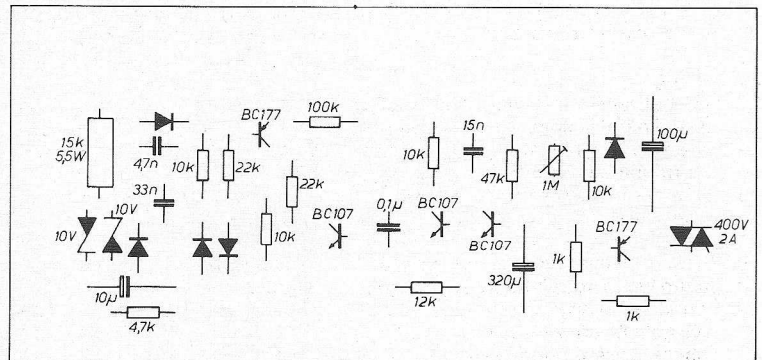 15k
5,5W
4,7n
33n
10V
10V
10µ
4,7k
10k
22k
BC177
100k
22k
10k
BC107
0,1µ
10k
15n
BC107
BC107
12k
47k
1M
10k
320µ
1k
BC177
1k
100µ
400V
2A